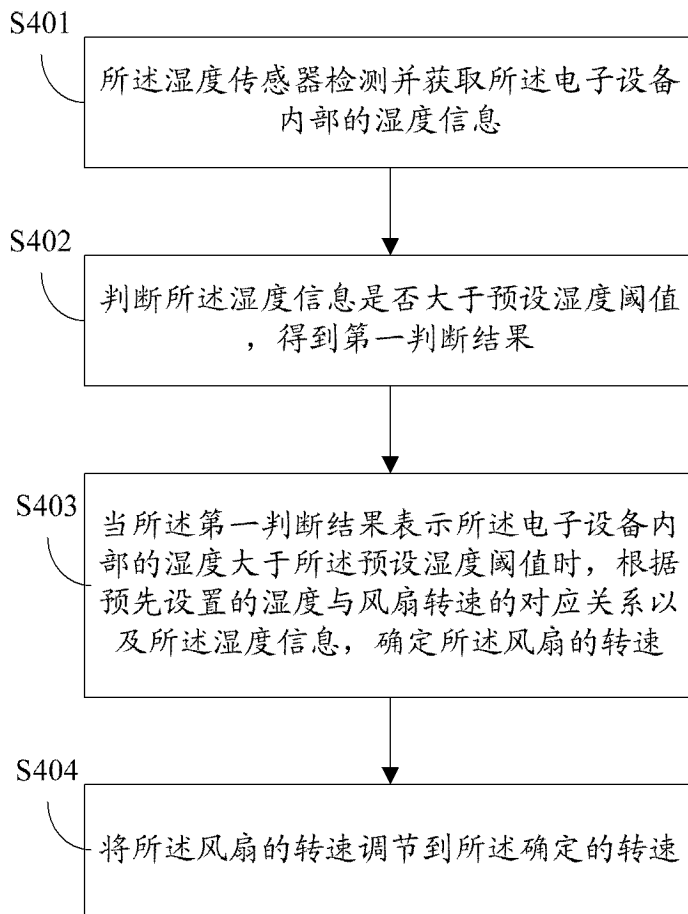 S401
所述湿度传感器检测并获取所述电子设备
内部的湿度信息
S402
判断所述湿度信息是否大于预设湿度阈值
，得到第一判断结果
S403
当所述第一判断结果表示所述电子设备内
部的湿度大于所述预设湿度阈值时，根据
预先设置的湿度与风扇转速的对应关系以
及所述湿度信息，确定所述风扇的转速
S404
将所述风扇的转速调节到所述确定的转速